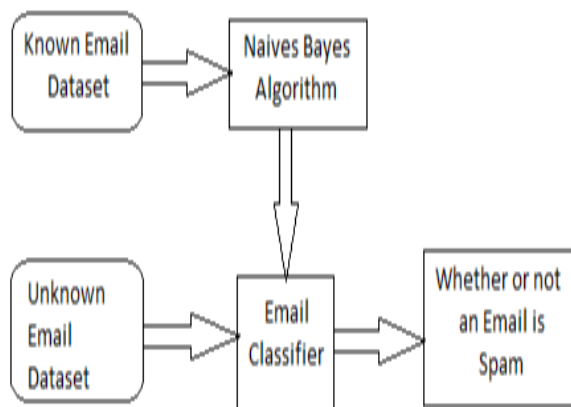 Known Email
Dataset
Naives Bayes
Algorithm
Unknown
Email
Dataset
Email
Classifier
Whether or not
an Email is
Spam